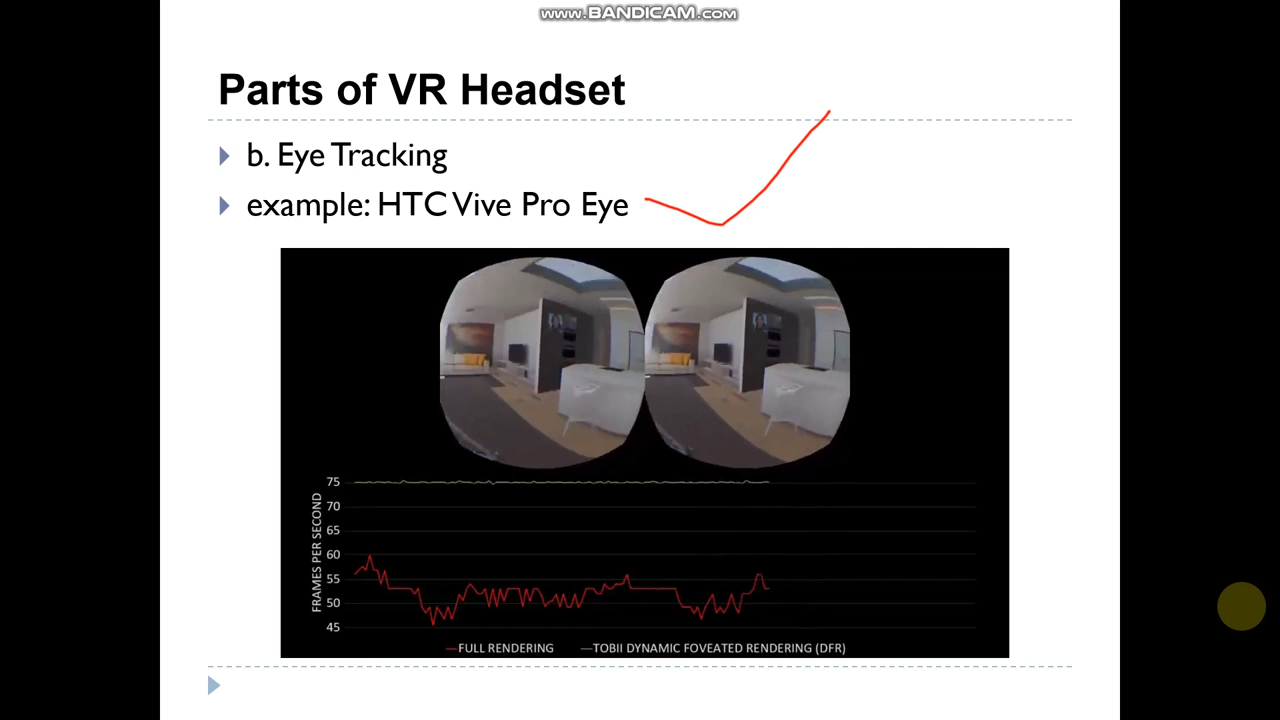 www.BANDICAM.com
Parts of VR Headset
b. Eye Tracking
example: HTC Vive Pro Eye
75
70
65
60
55
50
45
FRAMES PER SECOND
FULL RENDERING
TOBII DYNAMIC FOVEATED RENDERING (DFR)